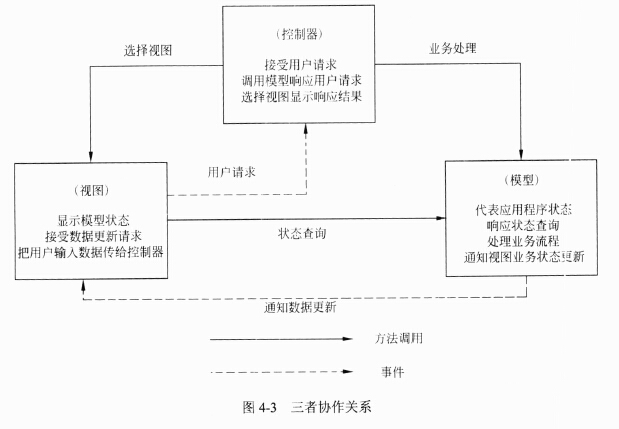 （控制器）
接受用户请求
调用模型响应用户请求
选择视图显示响应结果
选择视图
业务处理
用户请求
（视图）
显示模型状态
接受数据更新请求
把用户输入数据传给控制器
状态查询
（模型）
代表应用程序状态
响应状态查询
处理业务流程
通知视图业务状态更新
通知数据更新
方法调用
事件
图 4-3 三者协作关系